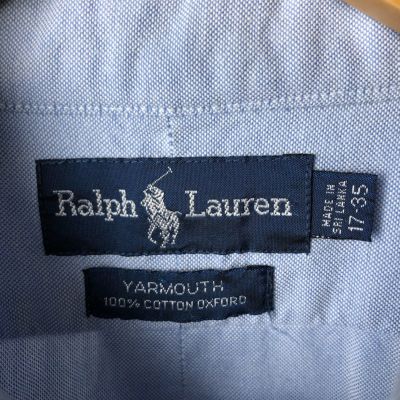 Ralph Lauren
MADE IN
SRI LANKA
17-35
YARMOUTH
100% COTTON OXFORD